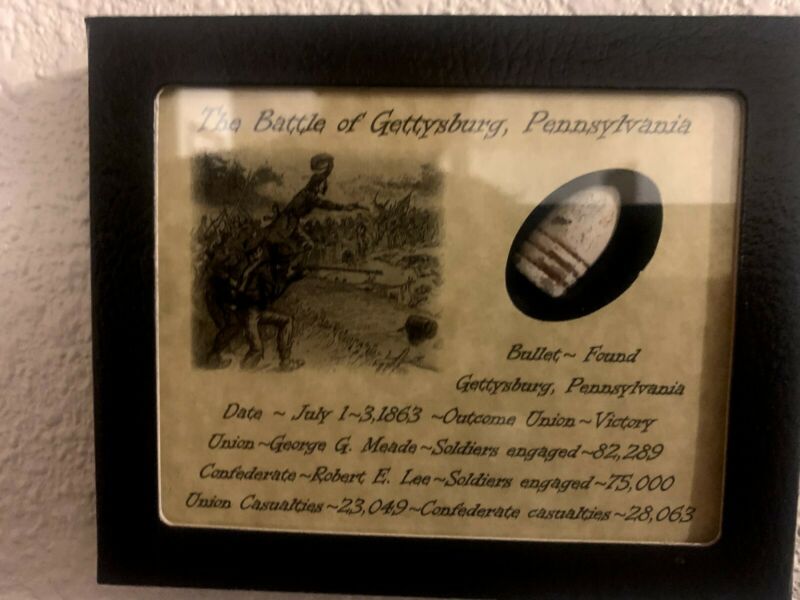 The Battle of Gettysburg, Pennsylvania
Bullet~ Found
Gettysburg, Pennsylvania
Date ~ July 1~3,1863 ~Outcome Union~Victory
Union~George G. Meade~Soldiers engaged~82,289
Confederate~Robert E. Lee~Soldiers engaged~75,000
Union Casualties~23,049~Confederate casualties~28,063